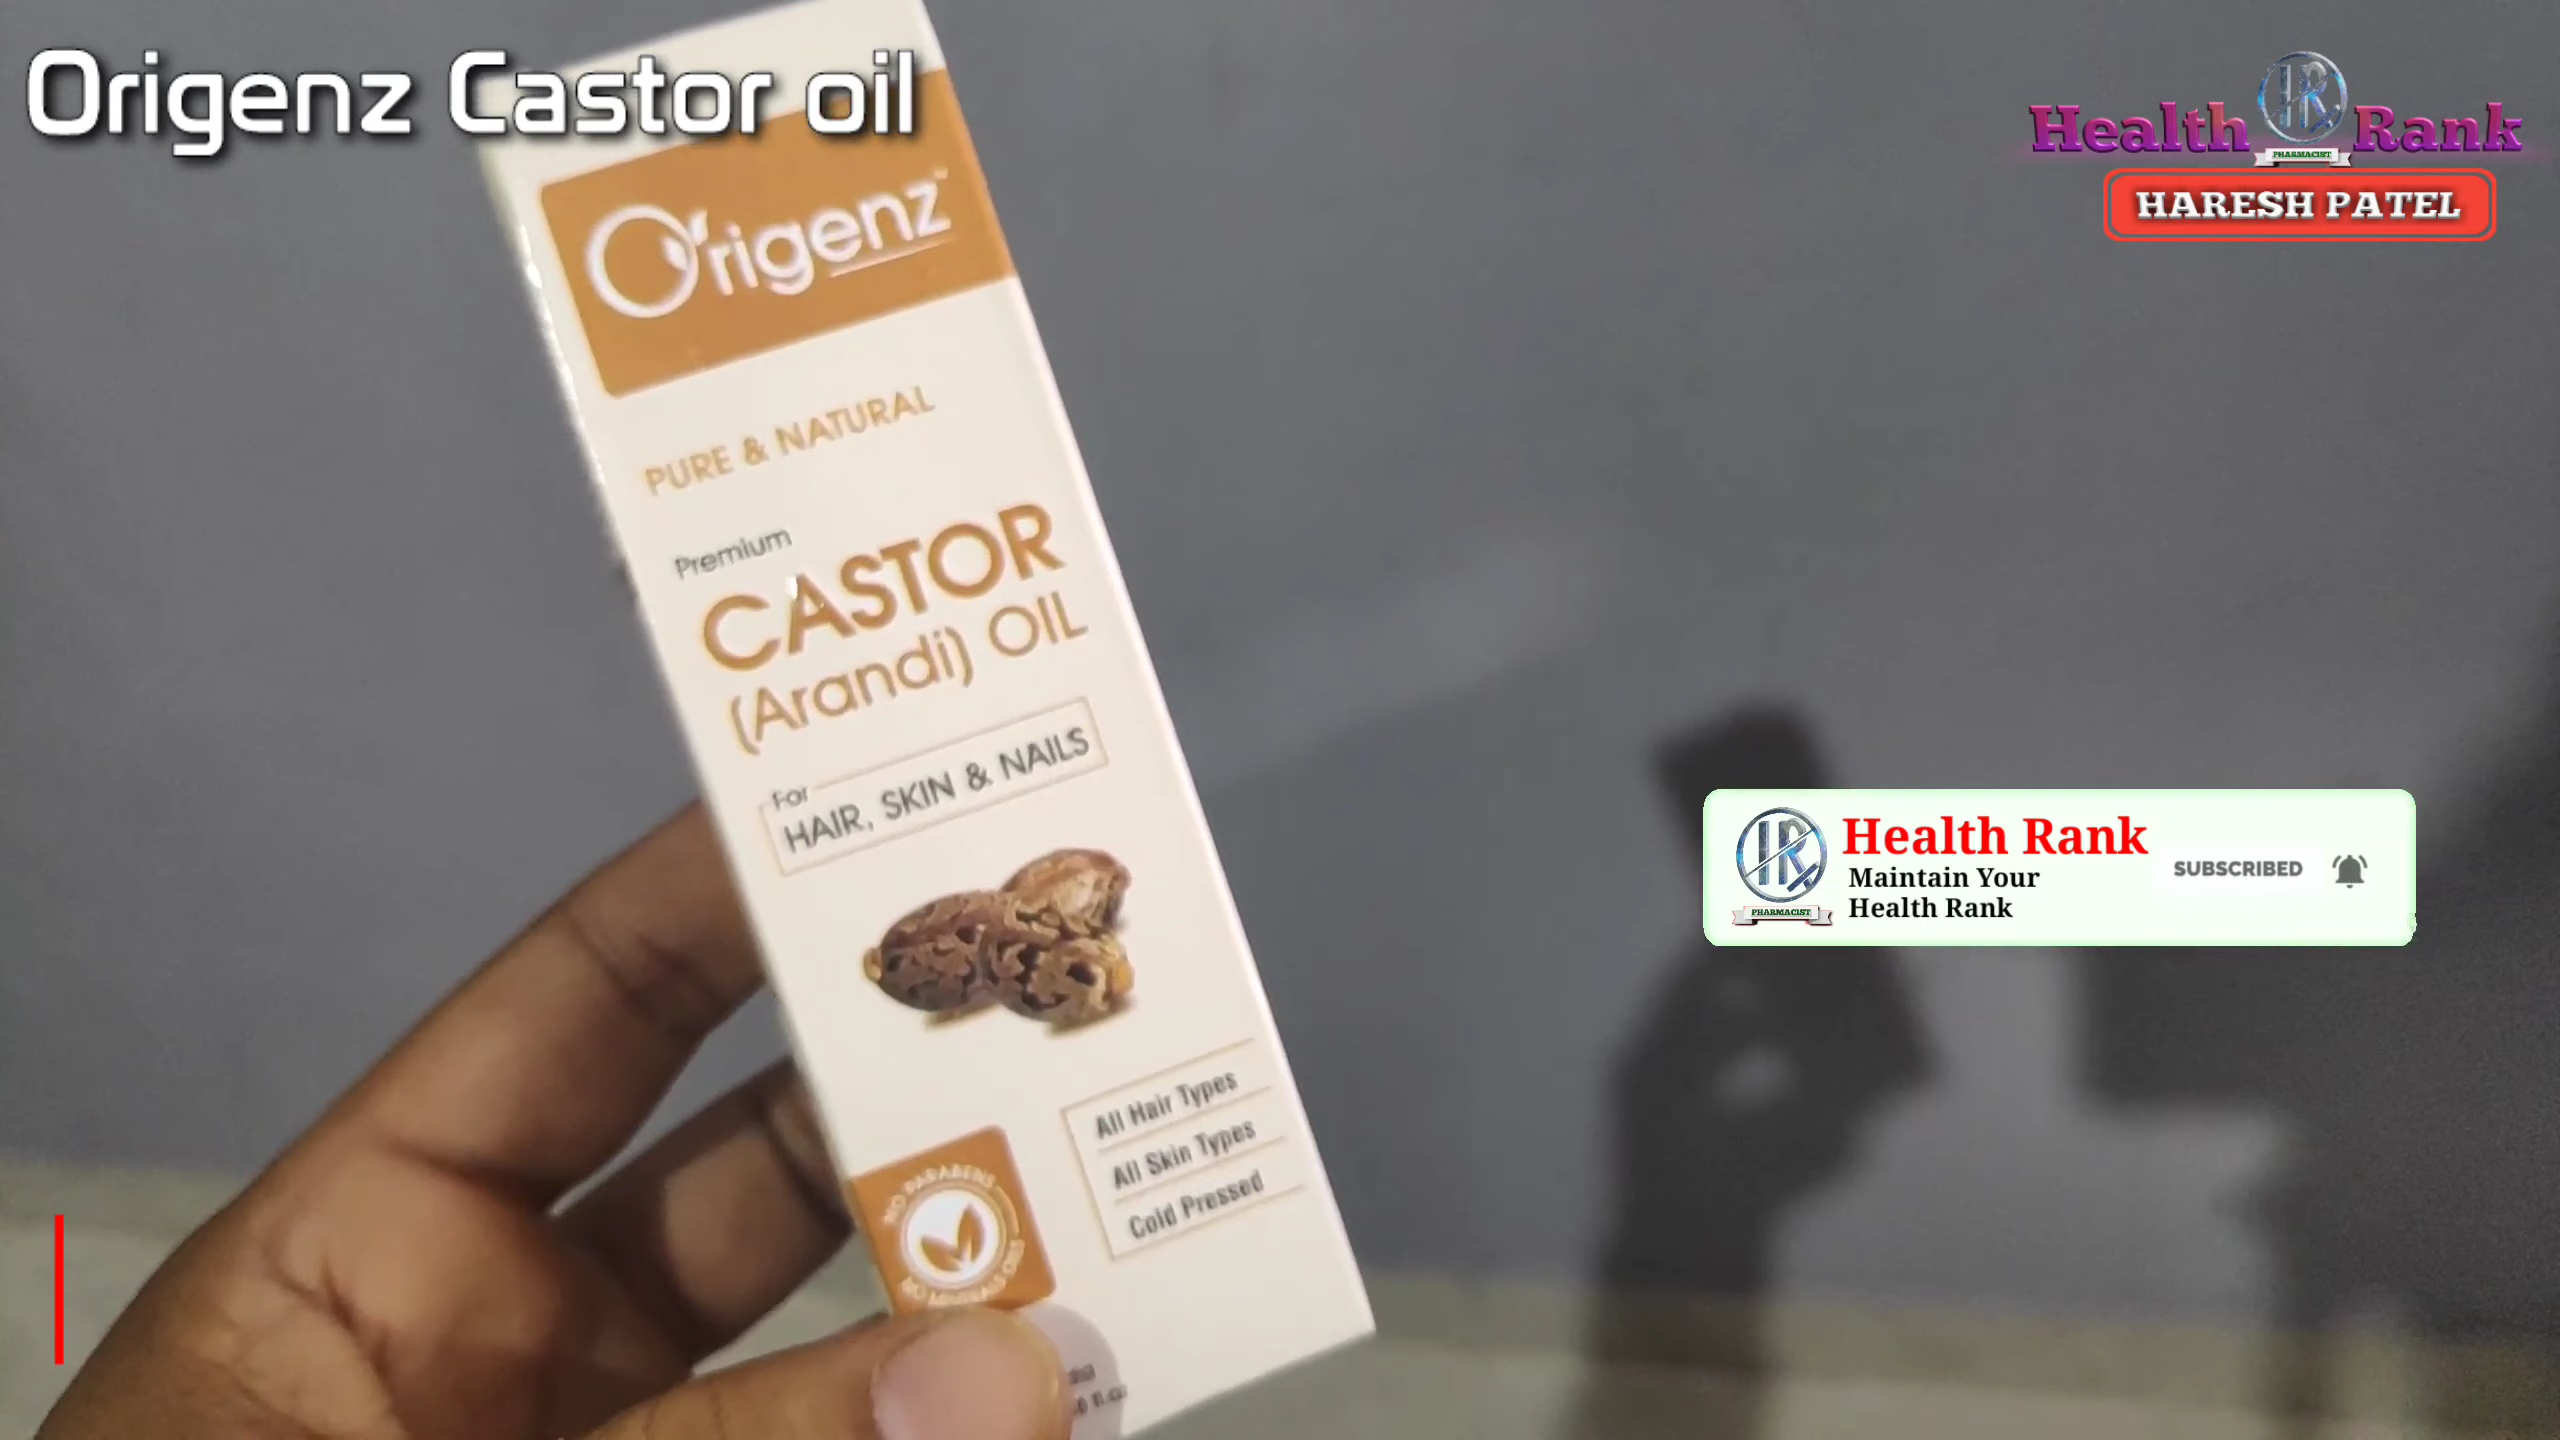 Origenz Castor oil
Health Rank
PHARMACIST
HARESH PATEL
Origenz
PURE & NATURAL
Premium
CASTOR
(Arandi) OIL
For
HAIR, SKIN & NAILS
Health Rank
Maintain Your
Health Rank
PHARMACIST
SUBSCRIBED
All Hair Types
All Skin Types
Cold Pressed
NO PARABENS